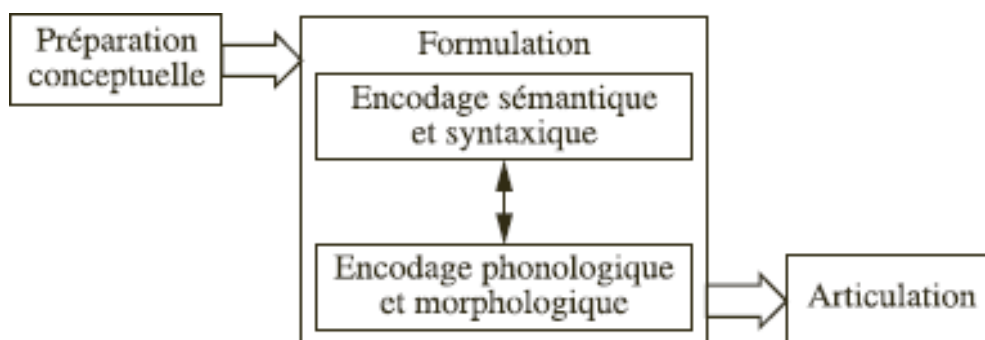 Préparation
conceptuelle
Formulation
Encodage sémantique
et syntaxique
Encodage phonologique
et morphologique
Articulation